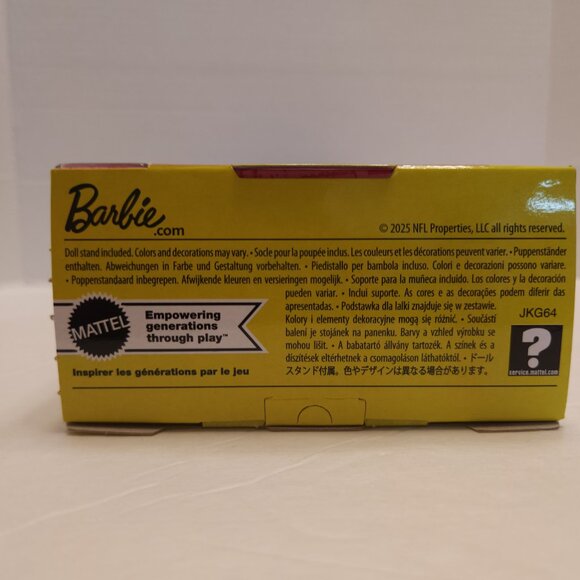 Barbie.com
© 2025 NFL Properties, LLC all rights reserved.
Doll stand included. Colors and decorations may vary. • Socle pour la poupée inclus. Les couleurs et les décorations peuvent varier. • Puppenständer
enthalten. Abweichungen in Farbe und Gestaltung vorbehalten. • Piedistallo per bambola incluso. Colori e decorazioni possono variare.
• Poppenstandaard inbegrepen. Afwijkende kleuren en versieringen mogelijk. • Soporte para la muñeca incluido. Los colores y la decoración
pueden variar. • Inclui suporte. As cores e as decorações podem diferir das
apresentadas. • Podstawka dla lalki znajduje się w zestawie.
Kolory i elementy dekoracyjne mogą się różnić. • Součástí
balení je stojánek na panenku. Barvy a vzhled výrobku se
mohou lišit. • A babatartó állvány tartozék. A színek és a
díszítések eltérhetnek a csomagoláson láthatóktól. • ドール
スタンド付属。色やデザインは異なる場合があります。
MATTEL
Empowering
generations
through play™
Inspirer les générations par le jeu
JKG64
?
service.mattel.com